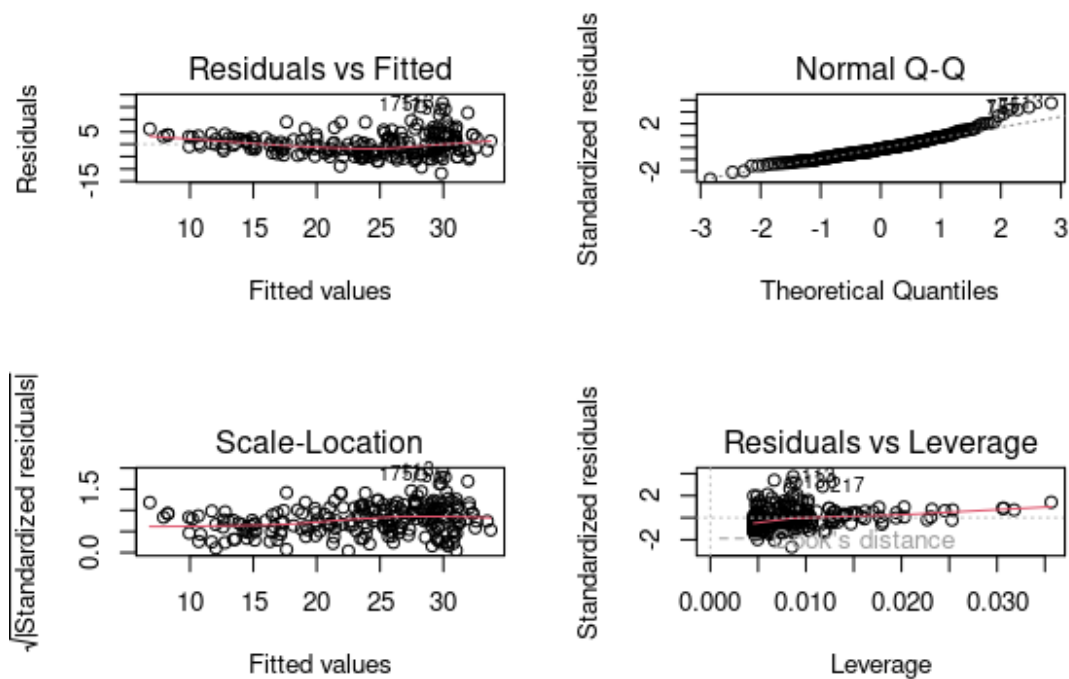 Residuals vs Fitted
Residuals
5
-15
10 15 20 25 30
Fitted values
Normal Q-Q
Standardized residuals
2
-2
-3 -2 -1 0 1 2 3
Theoretical Quantiles
Scale-Location
√|Standardized residuals|
1.5
0.0
10 15 20 25 30
Fitted values
Residuals vs Leverage
217
Standardized residuals
2
-2
Cook's distance
0.000 0.010 0.020 0.030
Leverage